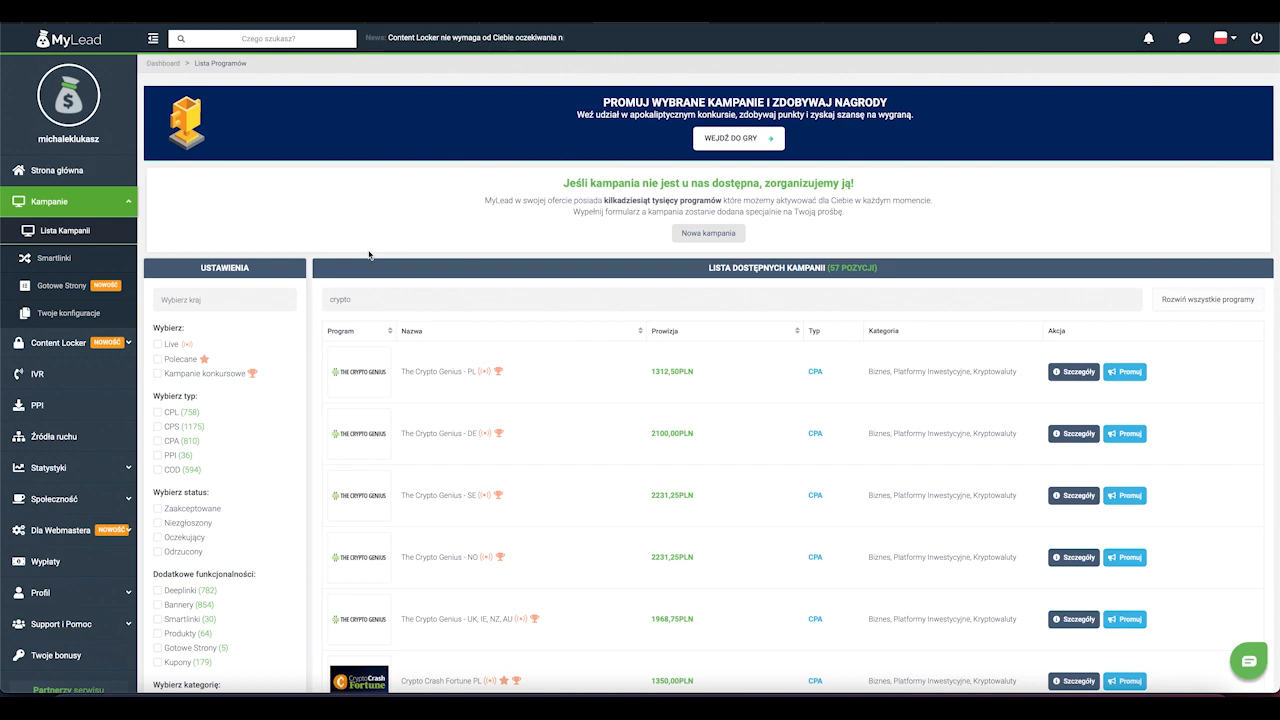 MyLead
Czego szukasz?
News: Content Locker nie wymaga od Ciebie oczekiwania n
Dashboard > Lista Programów
$
michaleklukasz
PROMUJ WYBRANE KAMPANIE I ZDOBYWAJ NAGRODY
Weź udział w apokaliptycznym konkursie, zdobywaj punkty i zyskaj szansę na wygraną.
WEJDŹ DO GRY
Jeśli kampania nie jest u nas dostępna, zorganizujemy ją!
MyLead w swojej ofercie posiada kilkadziesiąt tysięcy programów które możemy aktywować dla Ciebie w każdym momencie.
Wypełnij formularz a kampania zostanie dodana specjalnie na Twoją prośbę.
Nowa kampania
Strona główna
Kampanie
Lista Kampanii
Smartlinki
Gotowe Strony NOWOŚĆ
Twoje konfiguracje
Content Locker NOWOŚĆ
IVR
PPI
Źródła ruchu
Statystyki
Społeczność
Dla Webmastera NOWOŚĆ
Wypłaty
Profil
Support i Pomoc
Twoje bonusy
Partnerzy serwisu
USTAWIENIA
Wybierz kraj
Wybierz:
Live
Polecane
Kampanie konkursowe
Wybierz typ:
CPL (758)
CPS (1175)
CPA (810)
PPI (36)
COD (594)
Wybierz status:
Zaakceptowane
Niezgłoszony
Oczekujący
Odrzucony
Dodatkowe funkcjonalności:
Deeplinki (782)
Bannery (854)
Smartlinki (30)
Produkty (64)
Gotowe Strony (5)
Kupony (179)
Wybierz kategorię:
LISTA DOSTĘPNYCH KAMPANII (57 POZYCJI)
crypto
Rozwiń wszystkie programy
Program Nazwa Prowizja Typ Kategoria Akcja
THE CRYPTO GENIUS The Crypto Genius - PL 1312,50PLN CPA Biznes, Platformy Inwestycyjne, Kryptowaluty Szczegóły Promuj
THE CRYPTO GENIUS The Crypto Genius - DE 2100,00PLN CPA Biznes, Platformy Inwestycyjne, Kryptowaluty Szczegóły Promuj
THE CRYPTO GENIUS The Crypto Genius - SE 2231,25PLN CPA Biznes, Platformy Inwestycyjne, Kryptowaluty Szczegóły Promuj
THE CRYPTO GENIUS The Crypto Genius - NO 2231,25PLN CPA Biznes, Platformy Inwestycyjne, Kryptowaluty Szczegóły Promuj
THE CRYPTO GENIUS The Crypto Genius - UK, IE, NZ, AU 1968,75PLN CPA Biznes, Platformy Inwestycyjne, Kryptowaluty Szczegóły Promuj
CryptoCrash Fortune Crypto Crash Fortune PL 1350,00PLN CPA Biznes, Platformy Inwestycyjne, Kryptowaluty Szczegóły Promuj